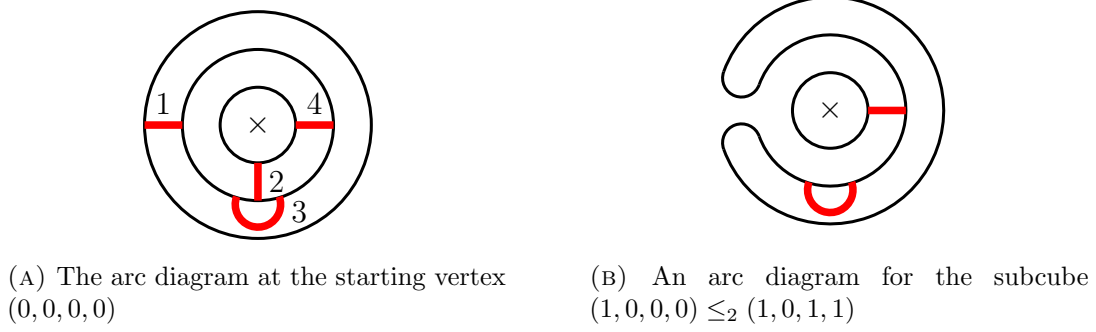 1
4
×
2
3
×
(A) The arc diagram at the starting vertex
(0, 0, 0, 0)
(B) An arc diagram for the subcube
(1, 0, 0, 0) ≤₂ (1, 0, 1, 1)